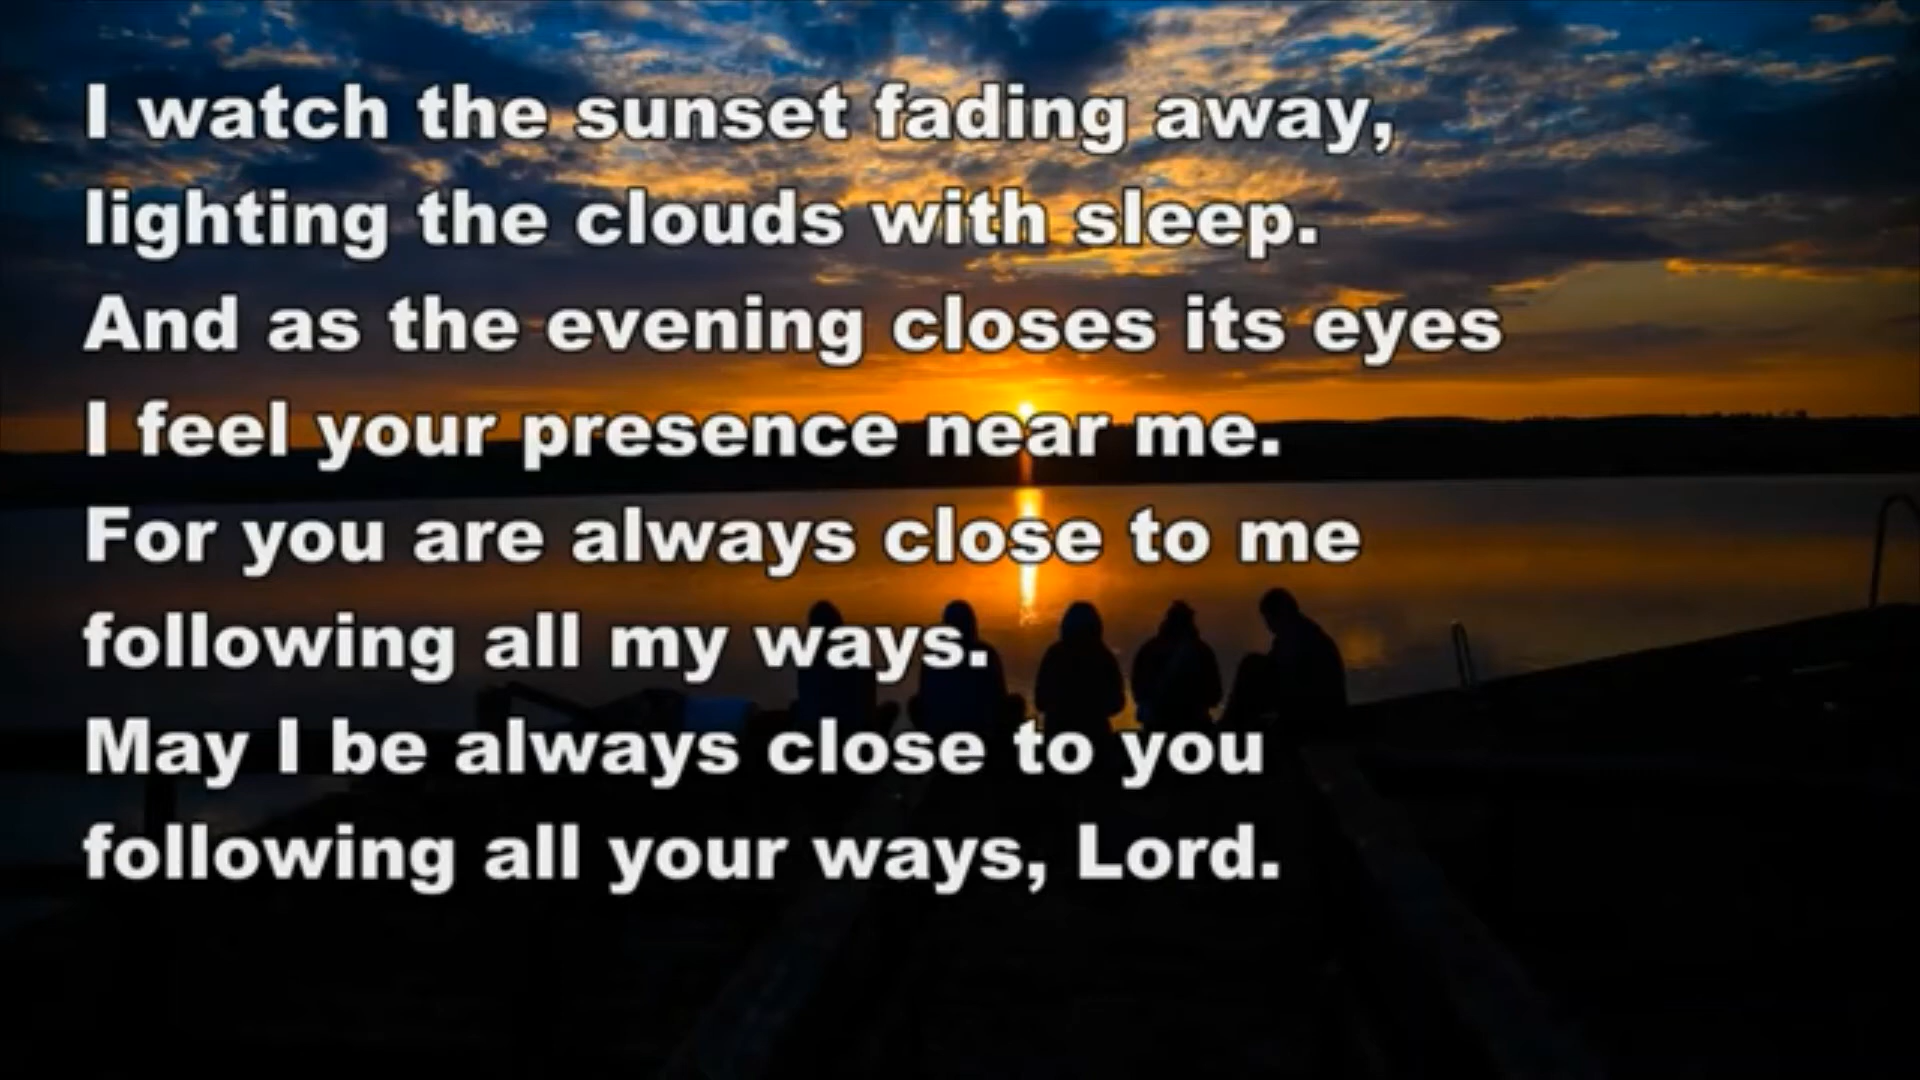 I watch the sunset fading away,
lighting the clouds with sleep.
And as the evening closes its eyes
I feel your presence near me.
For you are always close to me
following all my ways.
May I be always close to you
following all your ways, Lord.